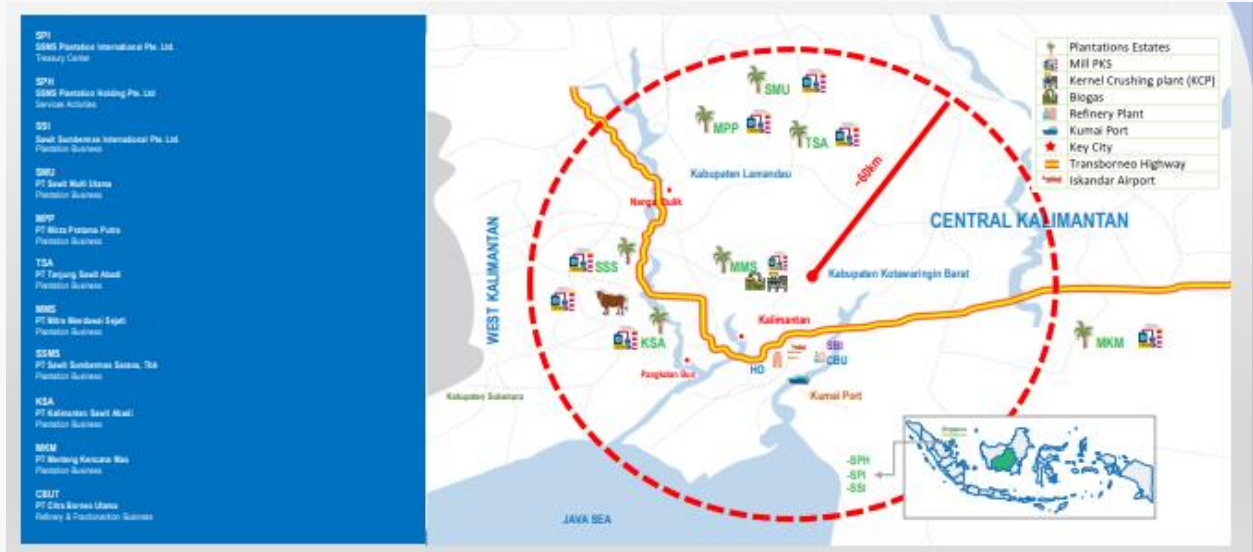 SPI
SSMS Plantation International Pte. Ltd.
Treasury Center
SPH
SSMS Plantation Holding Pte. Ltd
Services Activities
SSI
Sawit Sumbermas International Pte. Ltd.
Plantation Business
SMU
PT Sawit Multi Utama
Plantation Business
MPP
PT Mirza Pratama Putra
Plantation Business
TSA
PT Tanjung Sawit Abadi
Plantation Business
MMS
PT Mitra Mendawai Sejati
Plantation Business
SSMS
PT Sawit Sumbermas Sarana, Tbk
Plantation Business
KSA
PT Kalimantan Sawit Abadi
Plantation Business
MKM
PT Menteng Kencana Mas
Plantation Business
CBUT
PT Citra Borneo Utama
Refinery & Fractionation Business
Plantations Estates
Mill PKS
Kernel Crushing plant (KCP)
Biogas
Refinery Plant
Kumai Port
Key City
Transborneo Highway
Iskandar Airport
SMU
MPP
TSA
~60km
Kabupaten Lamandau
Nanga Bulik
CENTRAL KALIMANTAN
WEST KALIMANTAN
SSS
MMS
Kabupaten Kotawaringin Barat
Kalimantan
KSA
SBI
CBU
HO
MKM
Pangkalan Bun
Kumai Port
Kabupaten Sukamara
-SPH
-SPI
-SSI
JAVA SEA